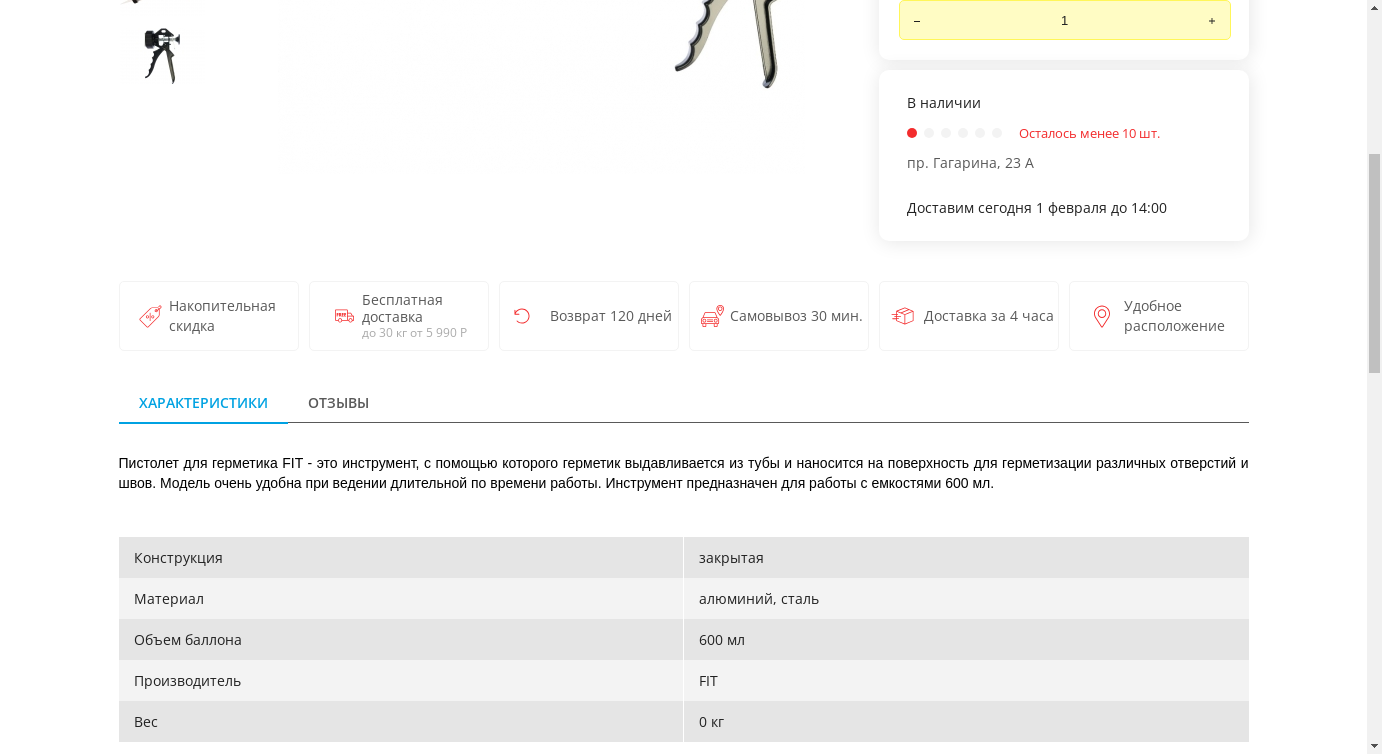 –
1
+
В наличии
Осталось менее 10 шт.
пр. Гагарина, 23 А
Доставим сегодня 1 февраля до 14:00
Накопительная
скидка
Бесплатная
доставка
до 30 кг от 5 990 Р
Возврат 120 дней
Самовывоз 30 мин.
Доставка за 4 часа
Удобное
расположение
ХАРАКТЕРИСТИКИ
ОТЗЫВЫ
Пистолет для герметика FIT - это инструмент, с помощью которого герметик выдавливается из тубы и наносится на поверхность для герметизации различных отверстий и
швов. Модель очень удобна при ведении длительной по времени работы. Инструмент предназначен для работы с емкостями 600 мл.
Конструкция закрытая
Материал алюминий, сталь
Объем баллона 600 мл
Производитель FIT
Вес 0 кг